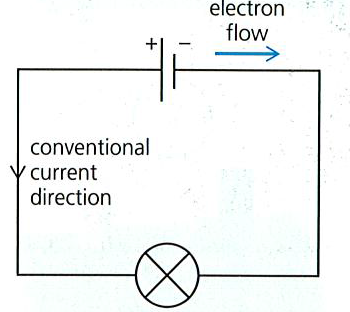 electron
flow
+ −
conventional
current
direction